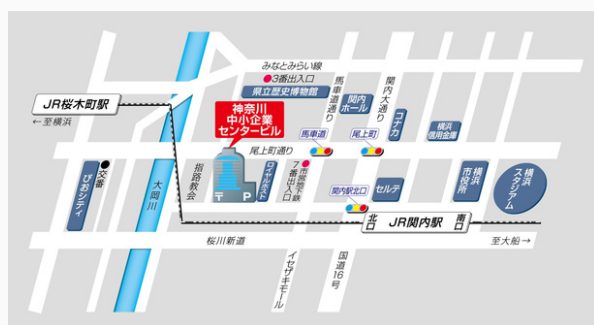 みなとみらい線
3番出入口
県立歴史博物館
馬車道通り
関内
ホール
関内大通り
コナカ
横浜
信用金庫
JR桜木町駅
←至横浜
神奈川
中小企業
センタービル
馬車道
尾上町
尾上町通り
交番
ぴおシティ
大岡川
指路教会
〒 P
ロイヤルホスト
市営地下鉄
7番出入口
関内駅北口
セルテ
横浜
市役所
横浜
スタジアム
北口
JR関内駅
南口
桜川新道
至大船→
イセザキモール
国道16号